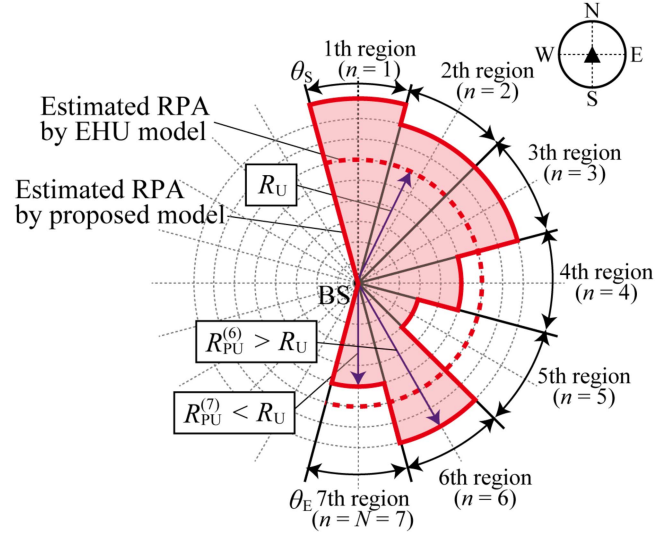 N
W E
S
1th region
(n = 1)
2th region
(n = 2)
3th region
(n = 3)
4th region
(n = 4)
5th region
(n = 5)
6th region
(n = 6)
7th region
(n = N = 7)
θS
θE
Estimated RPA
by EHU model
Estimated RPA
by proposed model
RU
BS
RPU(6) > RU
RPU(7) < RU